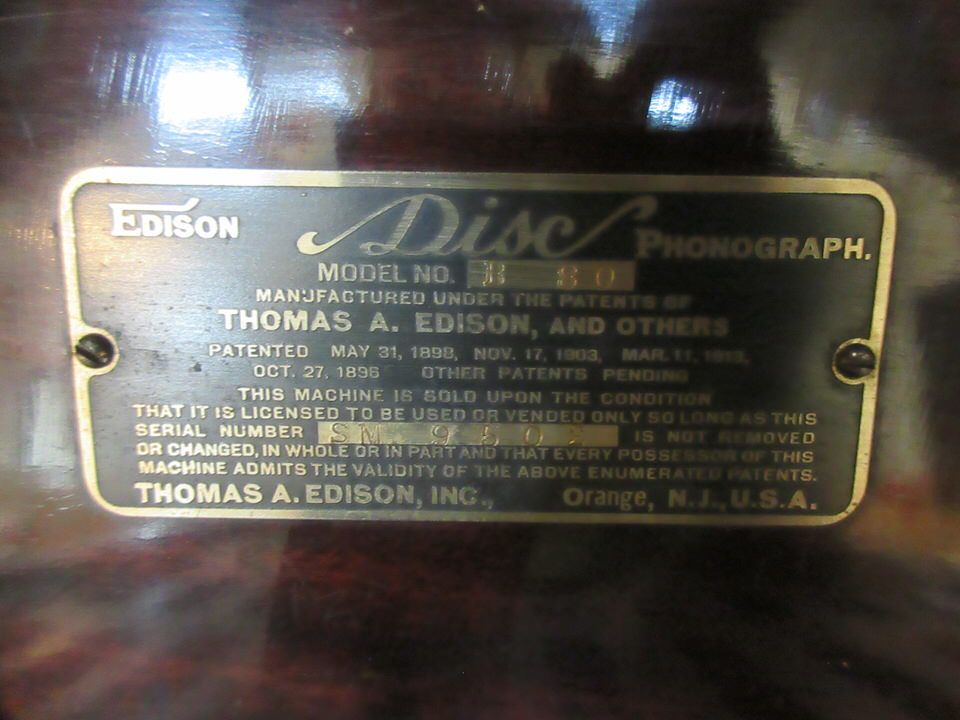 EDISON Disc PHONOGRAPH.
MODEL NO. B 80
MANUFACTURED UNDER THE PATENTS OF
THOMAS A. EDISON, AND OTHERS
PATENTED MAY 31, 1898, NOV. 17, 1903, MAR. 11, 1913,
OCT. 27, 1896 OTHER PATENTS PENDING
THIS MACHINE IS SOLD UPON THE CONDITION
THAT IT IS LICENSED TO BE USED OR VENDED ONLY SO LONG AS THIS
SERIAL NUMBER SM IS NOT REMOVED
OR CHANGED, IN WHOLE OR IN PART AND THAT EVERY POSSESSOR OF THIS
MACHINE ADMITS THE VALIDITY OF THE ABOVE ENUMERATED PATENTS.
THOMAS A. EDISON, INC., Orange, N.J., U.S.A.